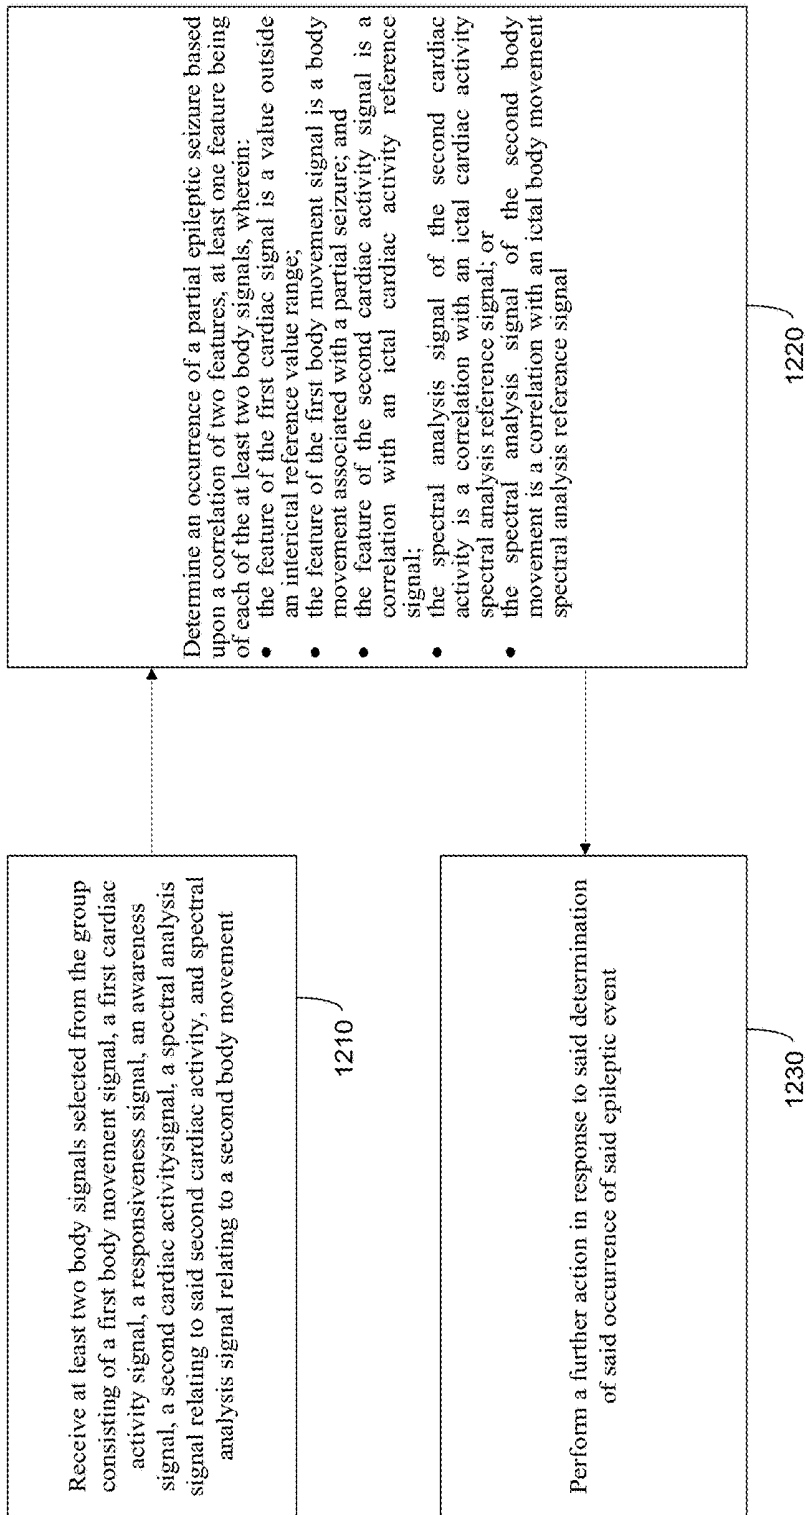 Receive at least two body signals selected from the group
consisting of a first body movement signal, a first cardiac
activity signal, a responsiveness signal, an awareness
signal, a second cardiac activitysignal, a spectral analysis
signal relating to said second cardiac activity, and spectral
analysis signal relating to a second body movement
1210
Determine an occurrence of a partial epileptic seizure based
upon a correlation of two features, at least one feature being
of each of the at least two body signals, wherein:
• the feature of the first cardiac signal is a value outside
an interictal reference value range;
• the feature of the first body movement signal is a body
movement associated with a partial seizure; and
• the feature of the second cardiac activity signal is a
correlation with an ictal cardiac activity reference
signal;
• the spectral analysis signal of the second cardiac
activity is a correlation with an ictal cardiac activity
spectral analysis reference signal; or
• the spectral analysis signal of the second body
movement is a correlation with an ictal body movement
spectral analysis reference signal
1220
Perform a further action in response to said determination
of said occurrence of said epileptic event
1230